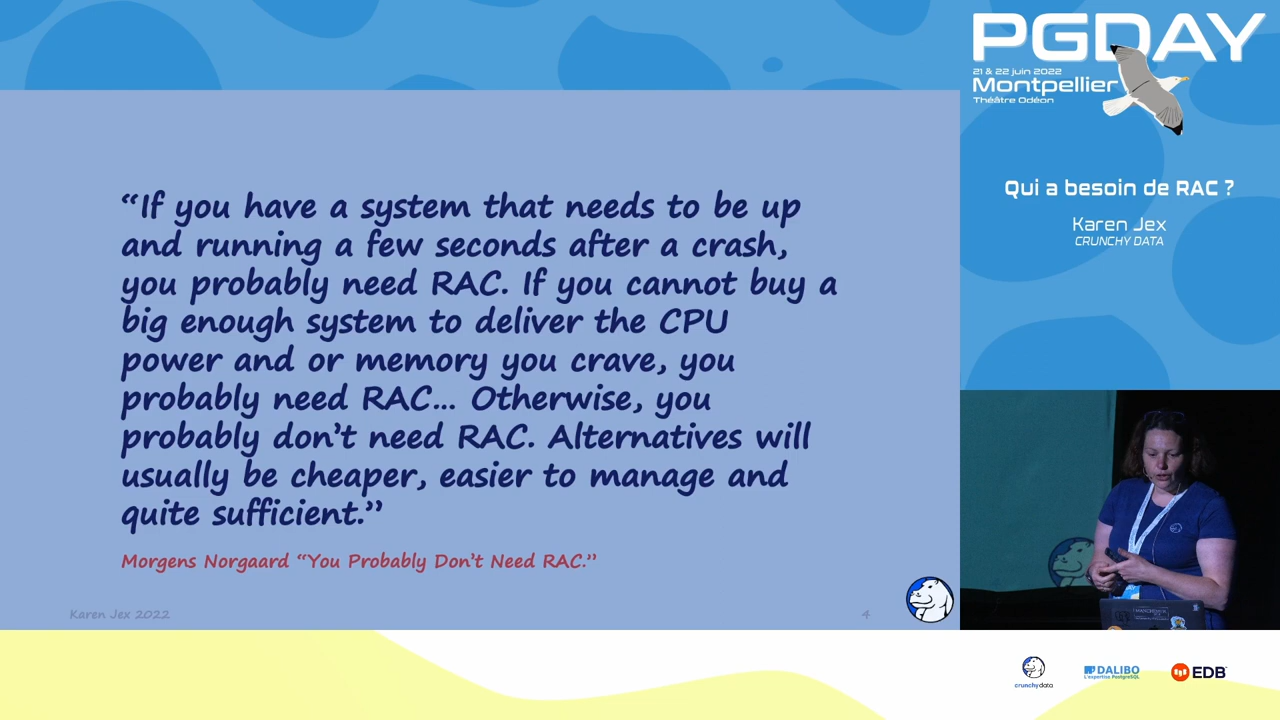 PGDAY
21 & 22 juin 2022
Montpellier
Théâtre Odéon
Qui a besoin de RAC ?
Karen Jex
CRUNCHY DATA
“If you have a system that needs to be up
and running a few seconds after a crash,
you probably need RAC. If you cannot buy a
big enough system to deliver the CPU
power and or memory you crave, you
probably need RAC... Otherwise, you
probably don’t need RAC. Alternatives will
usually be cheaper, easier to manage and
quite sufficient.”
Morgens Norgaard “You Probably Don’t Need RAC.”
Karen Jex 2022
4
crunchydata
DALIBO
L'expertise PostgreSQL
EDB